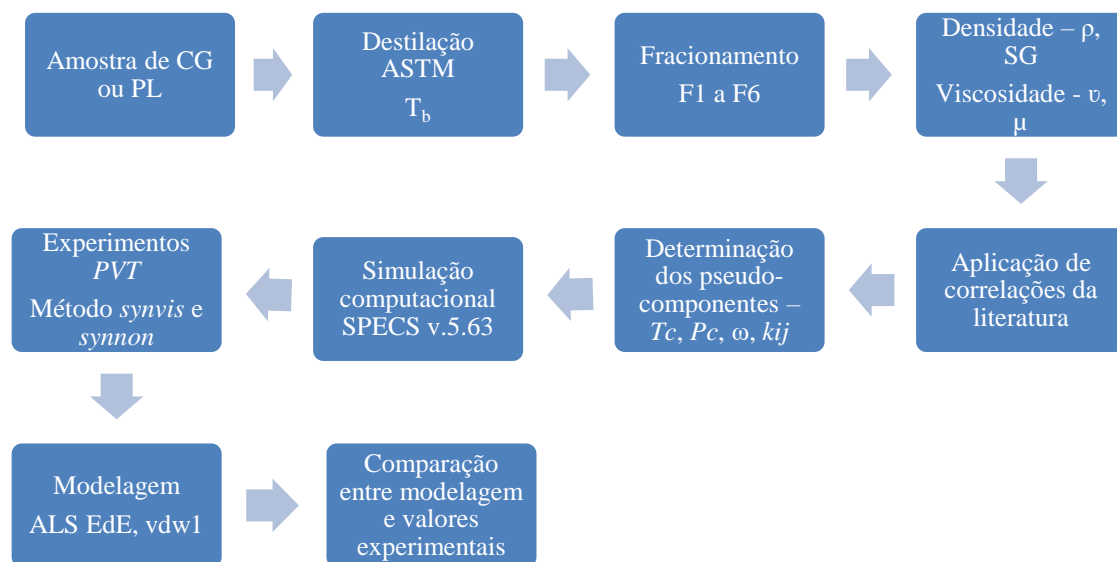 Amostra de CG
ou PL
Destilação
ASTM
T_b
Fracionamento
F1 a F6
Densidade – ρ,
SG
Viscosidade - υ,
μ
Aplicação de
correlações da
literatura
Determinação
dos pseudo-
componentes –
Tc, Pc, ω, kij
Simulação
computacional
SPECS v.5.63
Experimentos
PVT
Método synvis e
synnon
Modelagem
ALS EdE, vdw1
Comparação
entre modelagem
e valores
experimentais